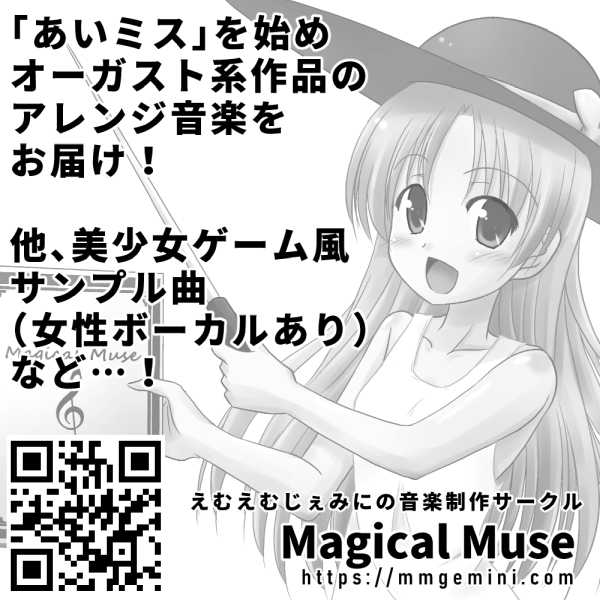 「あいミス」を始め
オーガスト系作品の
アレンジ音楽を
お届け！
他、美少女ゲーム風
サンプル曲
（女性ボーカルあり）
など…！
Magical Muse
えむえむじぇみにの音楽制作サークル
Magical Muse
https://mmgemini.com